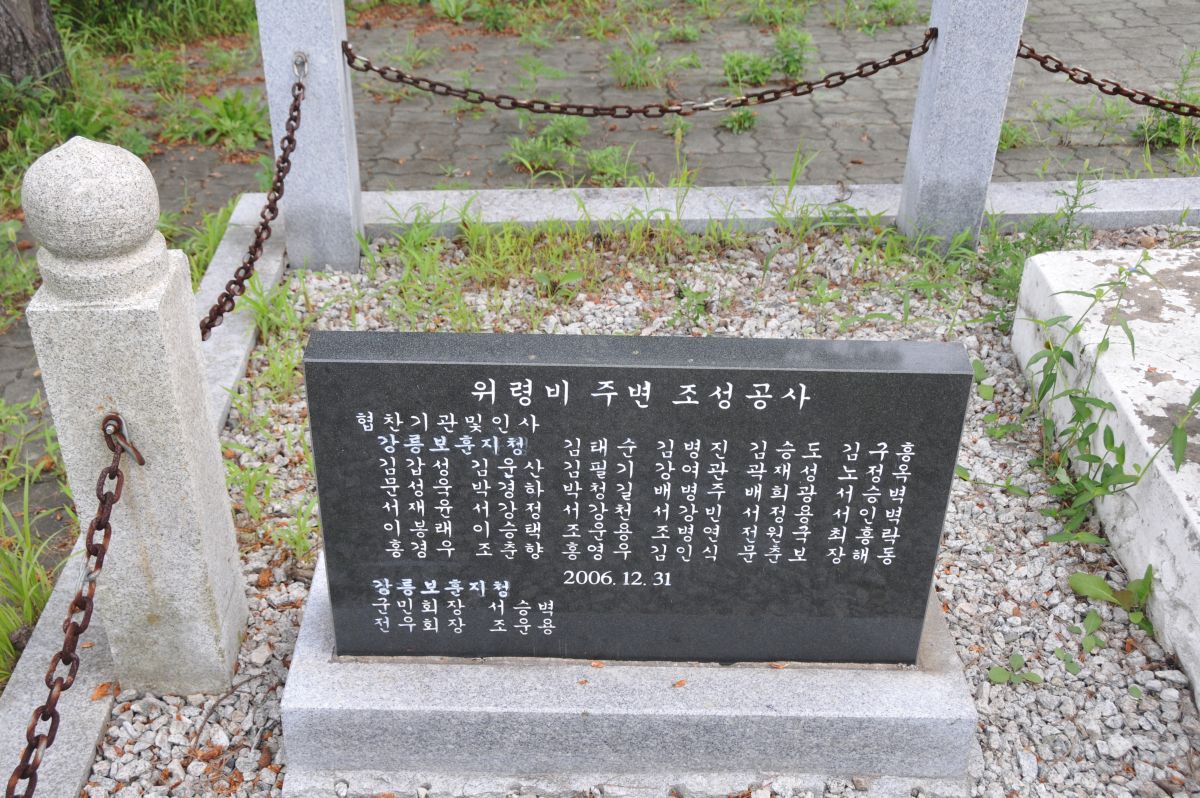 위령비 주변 조성공사
협찬기관및인사
강릉보훈지청 김태순 김병진 김승도 김구흥
김갑성 김운산 김필기 강여관 곽재성 노정옥
문성욱 박경하 박청길 배병주 배희광 서승벽
서재윤 서강정 서강천 서강빈 서정용 서인벽
이봉래 이승택 조운용 조병연 전원국 최흥락
홍경우 조춘향 홍영우 김인식 문춘보 장해동
2006. 12. 31
강릉보훈지청
군민회장 서승벽
전우회장 조운용